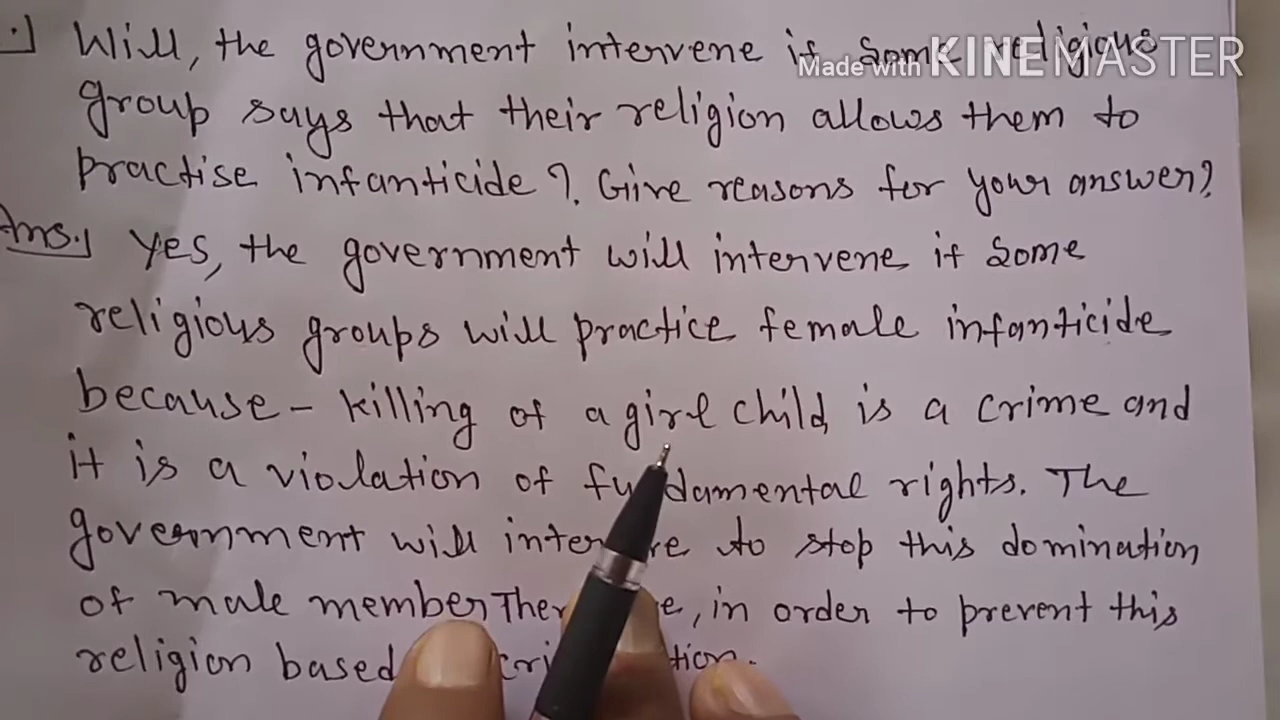 .] Will, the government intervene if Some religious
Made with KINEMASTER
group says that their religion allows them to
Practise infanticide ?. Give reasons for your answer?
Ans.] Yes, the government will intervene if Some
religious groups will practice female infanticide
because - killing of a girl child is a crime and
it is a violation of fundamental rights. The
government will to stop this domination
of male member in order to prevent this
religion based